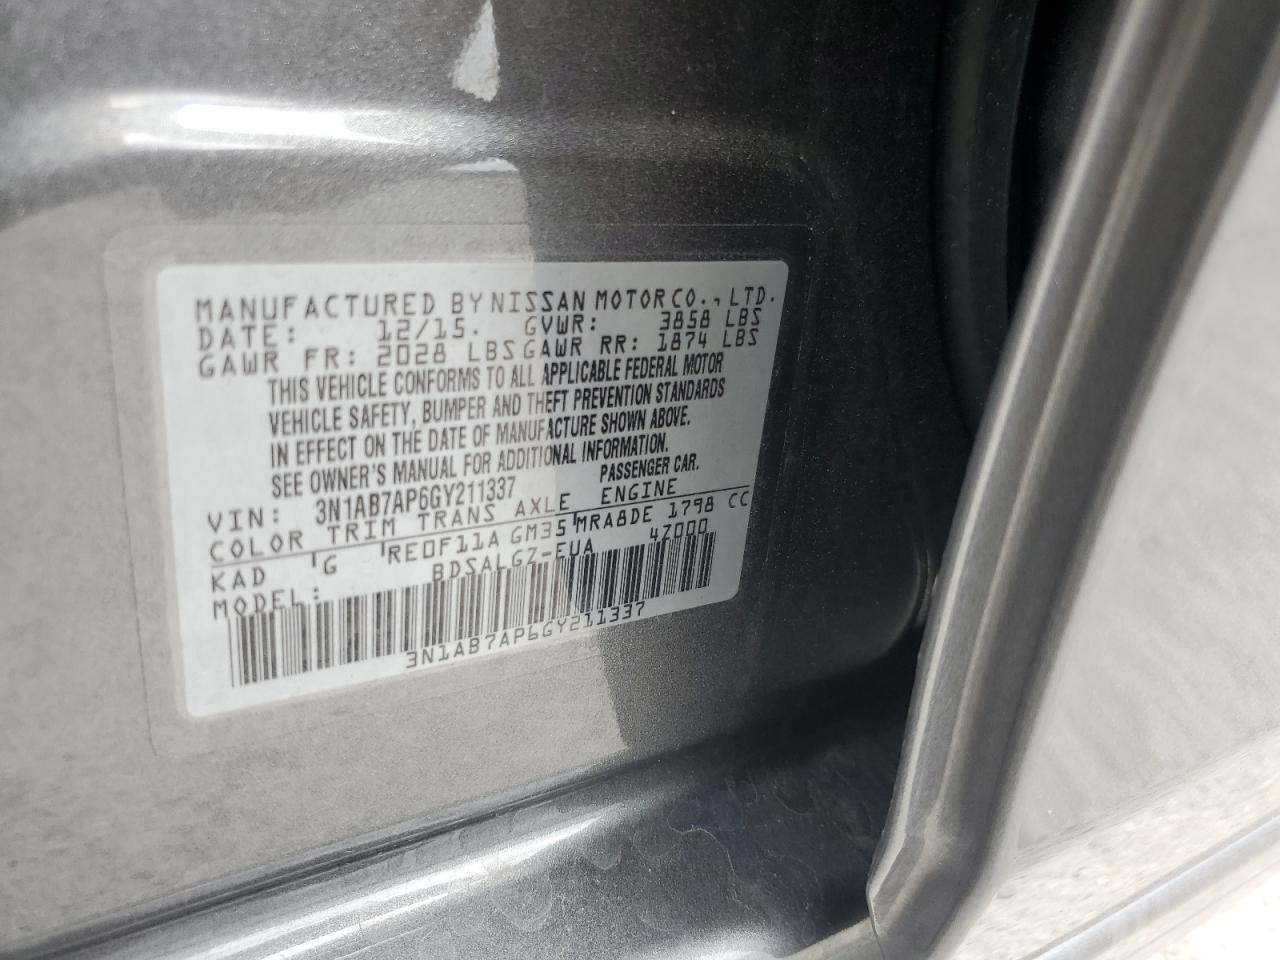 MANUFACTURED BY NISSAN MOTOR CO., LTD.
DATE: 12/15. GVWR: 3858 LBS
GAWR FR: 2028 LBS GAWR RR: 1874 LBS
THIS VEHICLE CONFORMS TO ALL APPLICABLE FEDERAL MOTOR
VEHICLE SAFETY, BUMPER AND THEFT PREVENTION STANDARDS
IN EFFECT ON THE DATE OF MANUFACTURE SHOWN ABOVE.
SEE OWNER'S MANUAL FOR ADDITIONAL INFORMATION.
VIN: 3N1AB7AP6GY211337 PASSENGER CAR.
COLOR TRIM TRANS AXLE ENGINE
KAD G RE0F11A GM35 MRA8DE 1798 CC
MODEL: BDSALGZ-EUA 4Z000
3N1AB7AP6GY211337